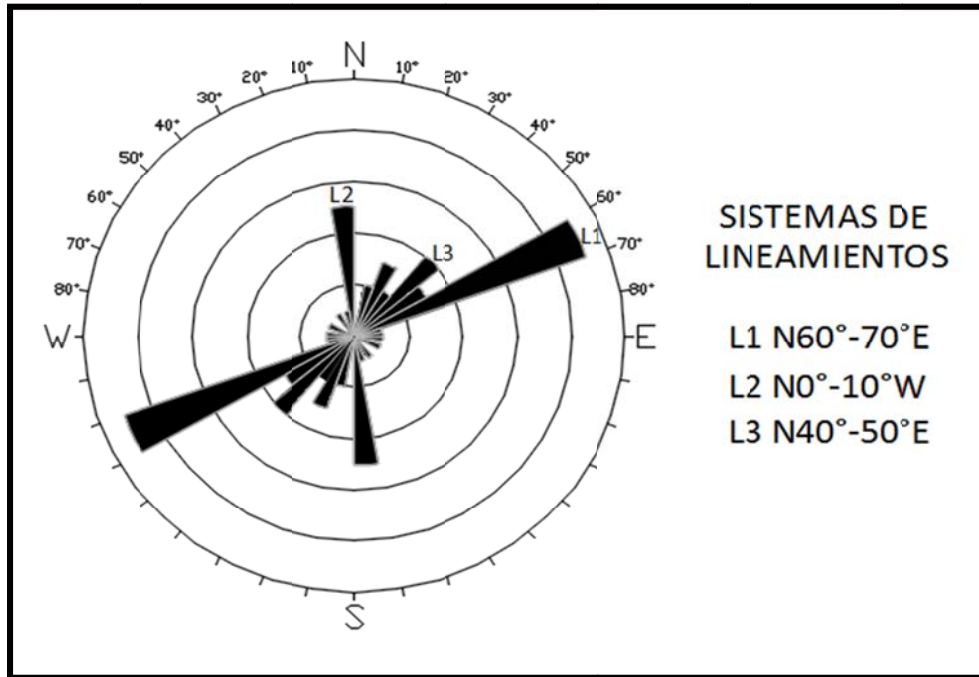 N
10° 10°
20° 20°
30° 30°
40° 40°
50° 50°
60° 60°
70° 70°
80° 80°
W E
S
L2
L3
L1
SISTEMAS DE
LINEAMIENTOS
L1 N60°-70°E
L2 N0°-10°W
L3 N40°-50°E